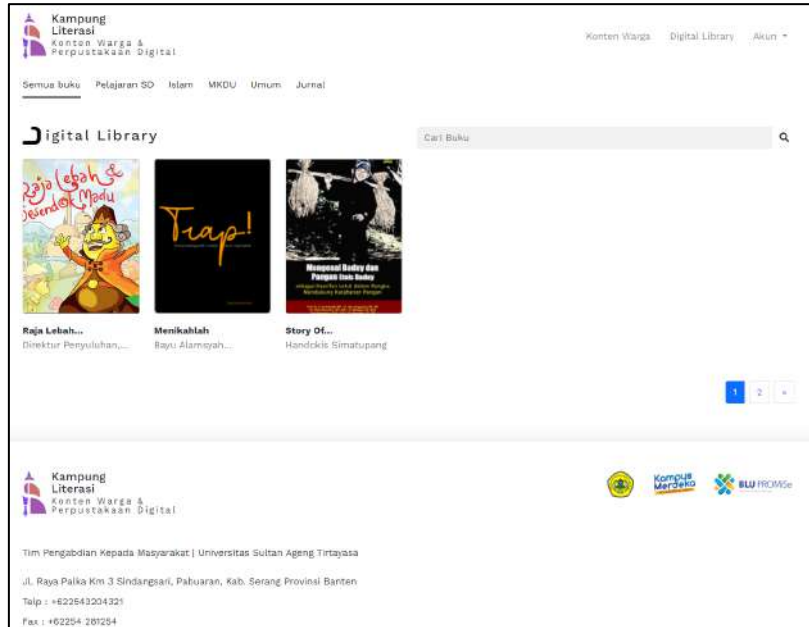 Kampung
Literasi
Konten Warga &
Perpustakaan Digital
Konten Warga Digital Library Akun
Semua buku Pelajaran SD Islam MKDU Umum Jurnal
Digital Library
Cari Buku
Raja Lebah &
Sesendok Madu
Trap!
Mengenal Baduy dan
Pangan Etnis Baduy
Raja Lebah...
Direktur Penyuluhan,...
Menikahlah
Bayu Alamsyah...
Story Of...
Handokis Simatupang
1 2 »
Kampung
Literasi
Konten Warga &
Perpustakaan Digital
Kampus
Merdeka
BLU PROMISe
Tim Pengabdian Kepada Masyarakat | Universitas Sultan Ageng Tirtayasa
Jl. Raya Palka Km 3 Sindangsari, Pabuaran, Kab. Serang Provinsi Banten
Telp : +622543204321
Fax : +62254 281254